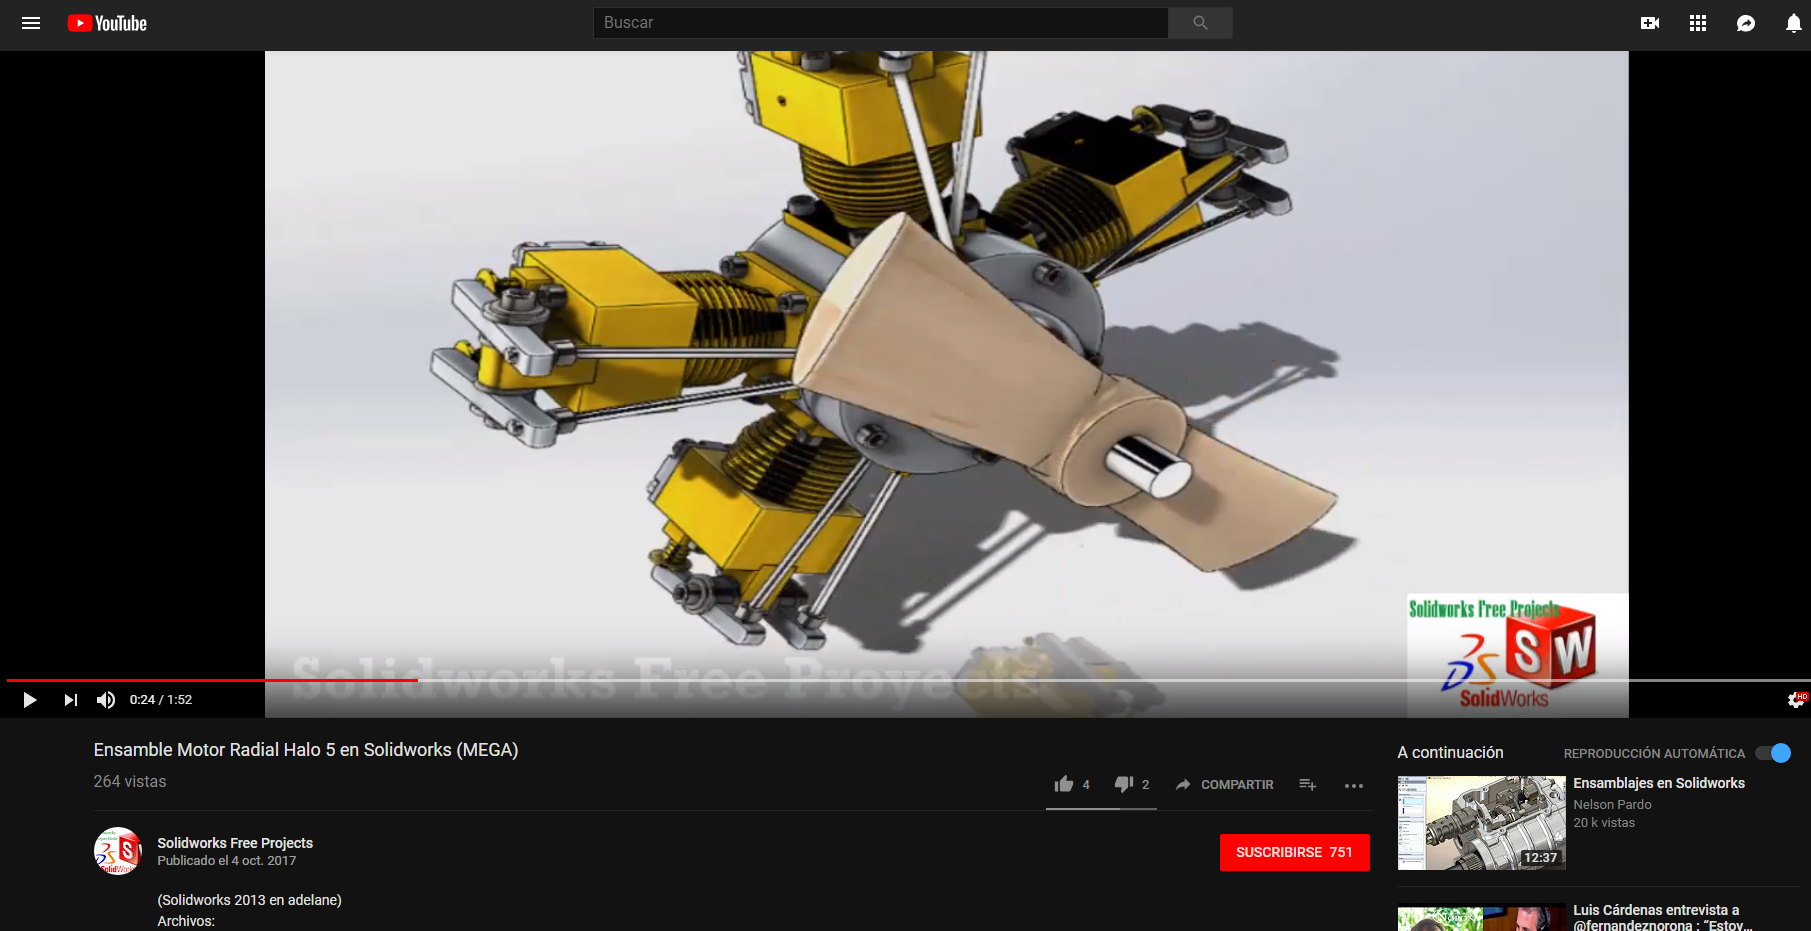 YouTube
Buscar
Solidworks Free Projects
SW
SolidWorks
Solidworks Free Proyects
0:24 / 1:52
HD
Ensamble Motor Radial Halo 5 en Solidworks (MEGA)
264 vistas
4
2
COMPARTIR
Solidworks Free Projects
Publicado el 4 oct. 2017
SUSCRIBIRSE 751
(Solidworks 2013 en adelane)
Archivos:
A continuación
REPRODUCCIÓN AUTOMÁTICA
Ensamblajes en Solidworks
Nelson Pardo
20 k vistas
12:37
Luis Cárdenas entrevista a
@fernandeznorona : “Estoy...